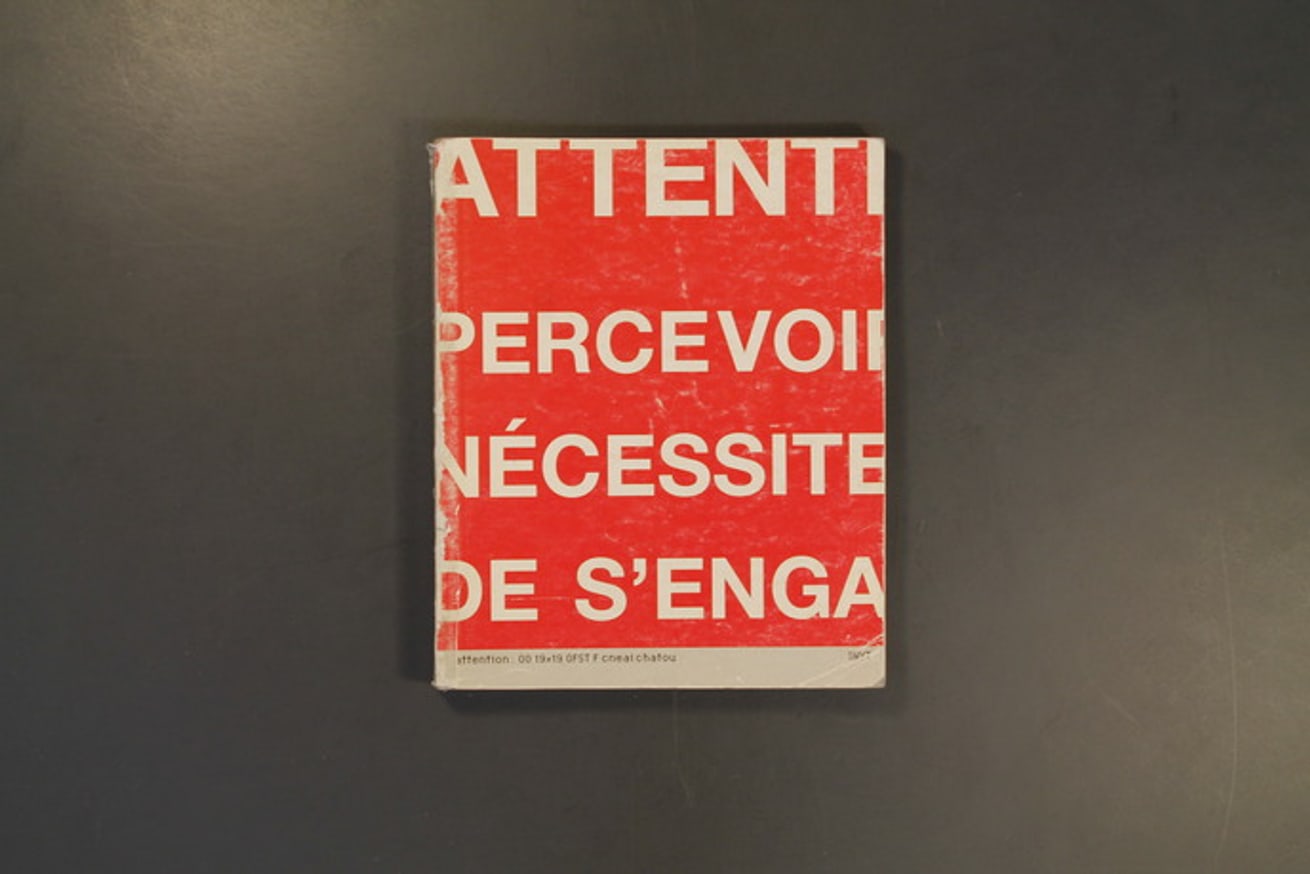 ATTENTI
PERCEVOIR
NÉCESSITE
DE S’ENGA
attention: 00 19×19 GFST F cneai chatou